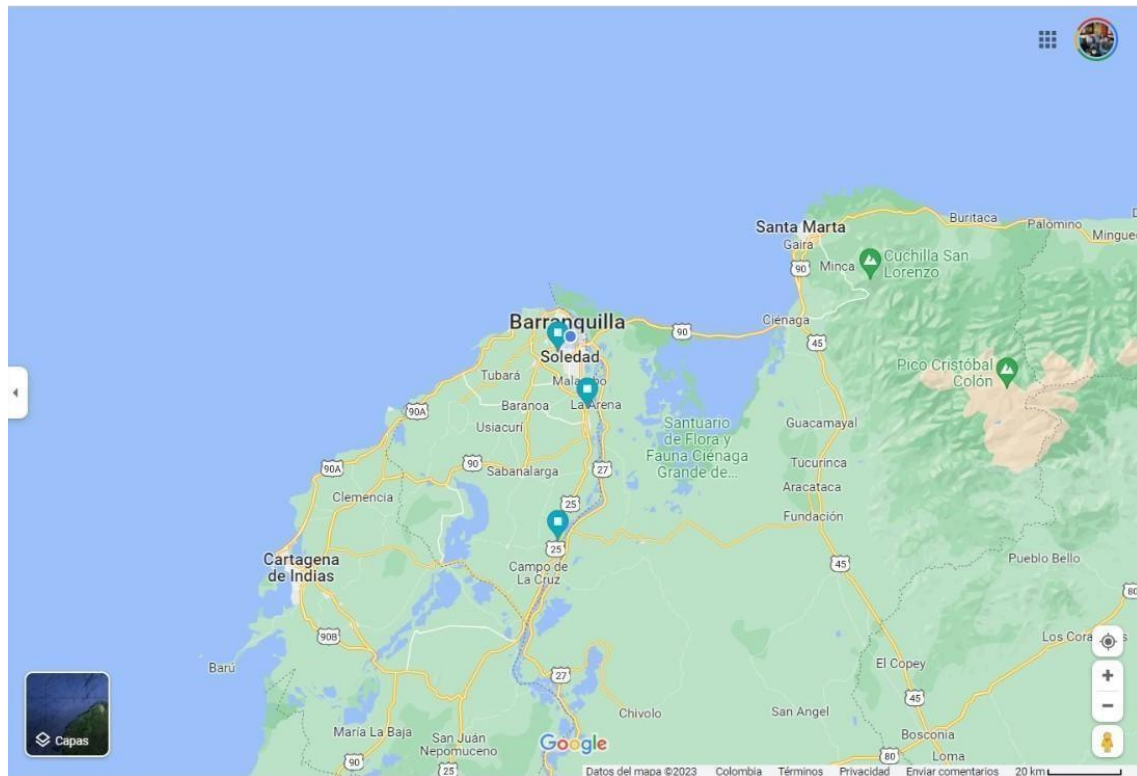 Santa Marta
Gaira
90
Minca
Cuchilla San
Lorenzo
Buritaca
Palomino
Mingue
Barranquilla
90
Ciénaga
Soledad
45
Tubará
Malambo
Pico Cristóbal
Colón
Baranoa
La Arena
90A
Usiacurí
Santuario
de Flora y
Fauna Ciénaga
Grande de...
Guacamayal
90A
90
Sabanalarga
27
Tucurinca
Clemencia
25
Aracataca
Fundación
25
Cartagena
de Indias
Campo de
La Cruz
45
Pueblo Bello
80
90B
Los Cora
Barú
27
El Copey
45
Chivolo
San Angel
María La Baja
San Juán
Nepomuceno
Bosconia
Loma
90
25
80
Capas
Google
Datos del mapa ©2023 Colombia Términos Privacidad Enviar comentarios 20 km